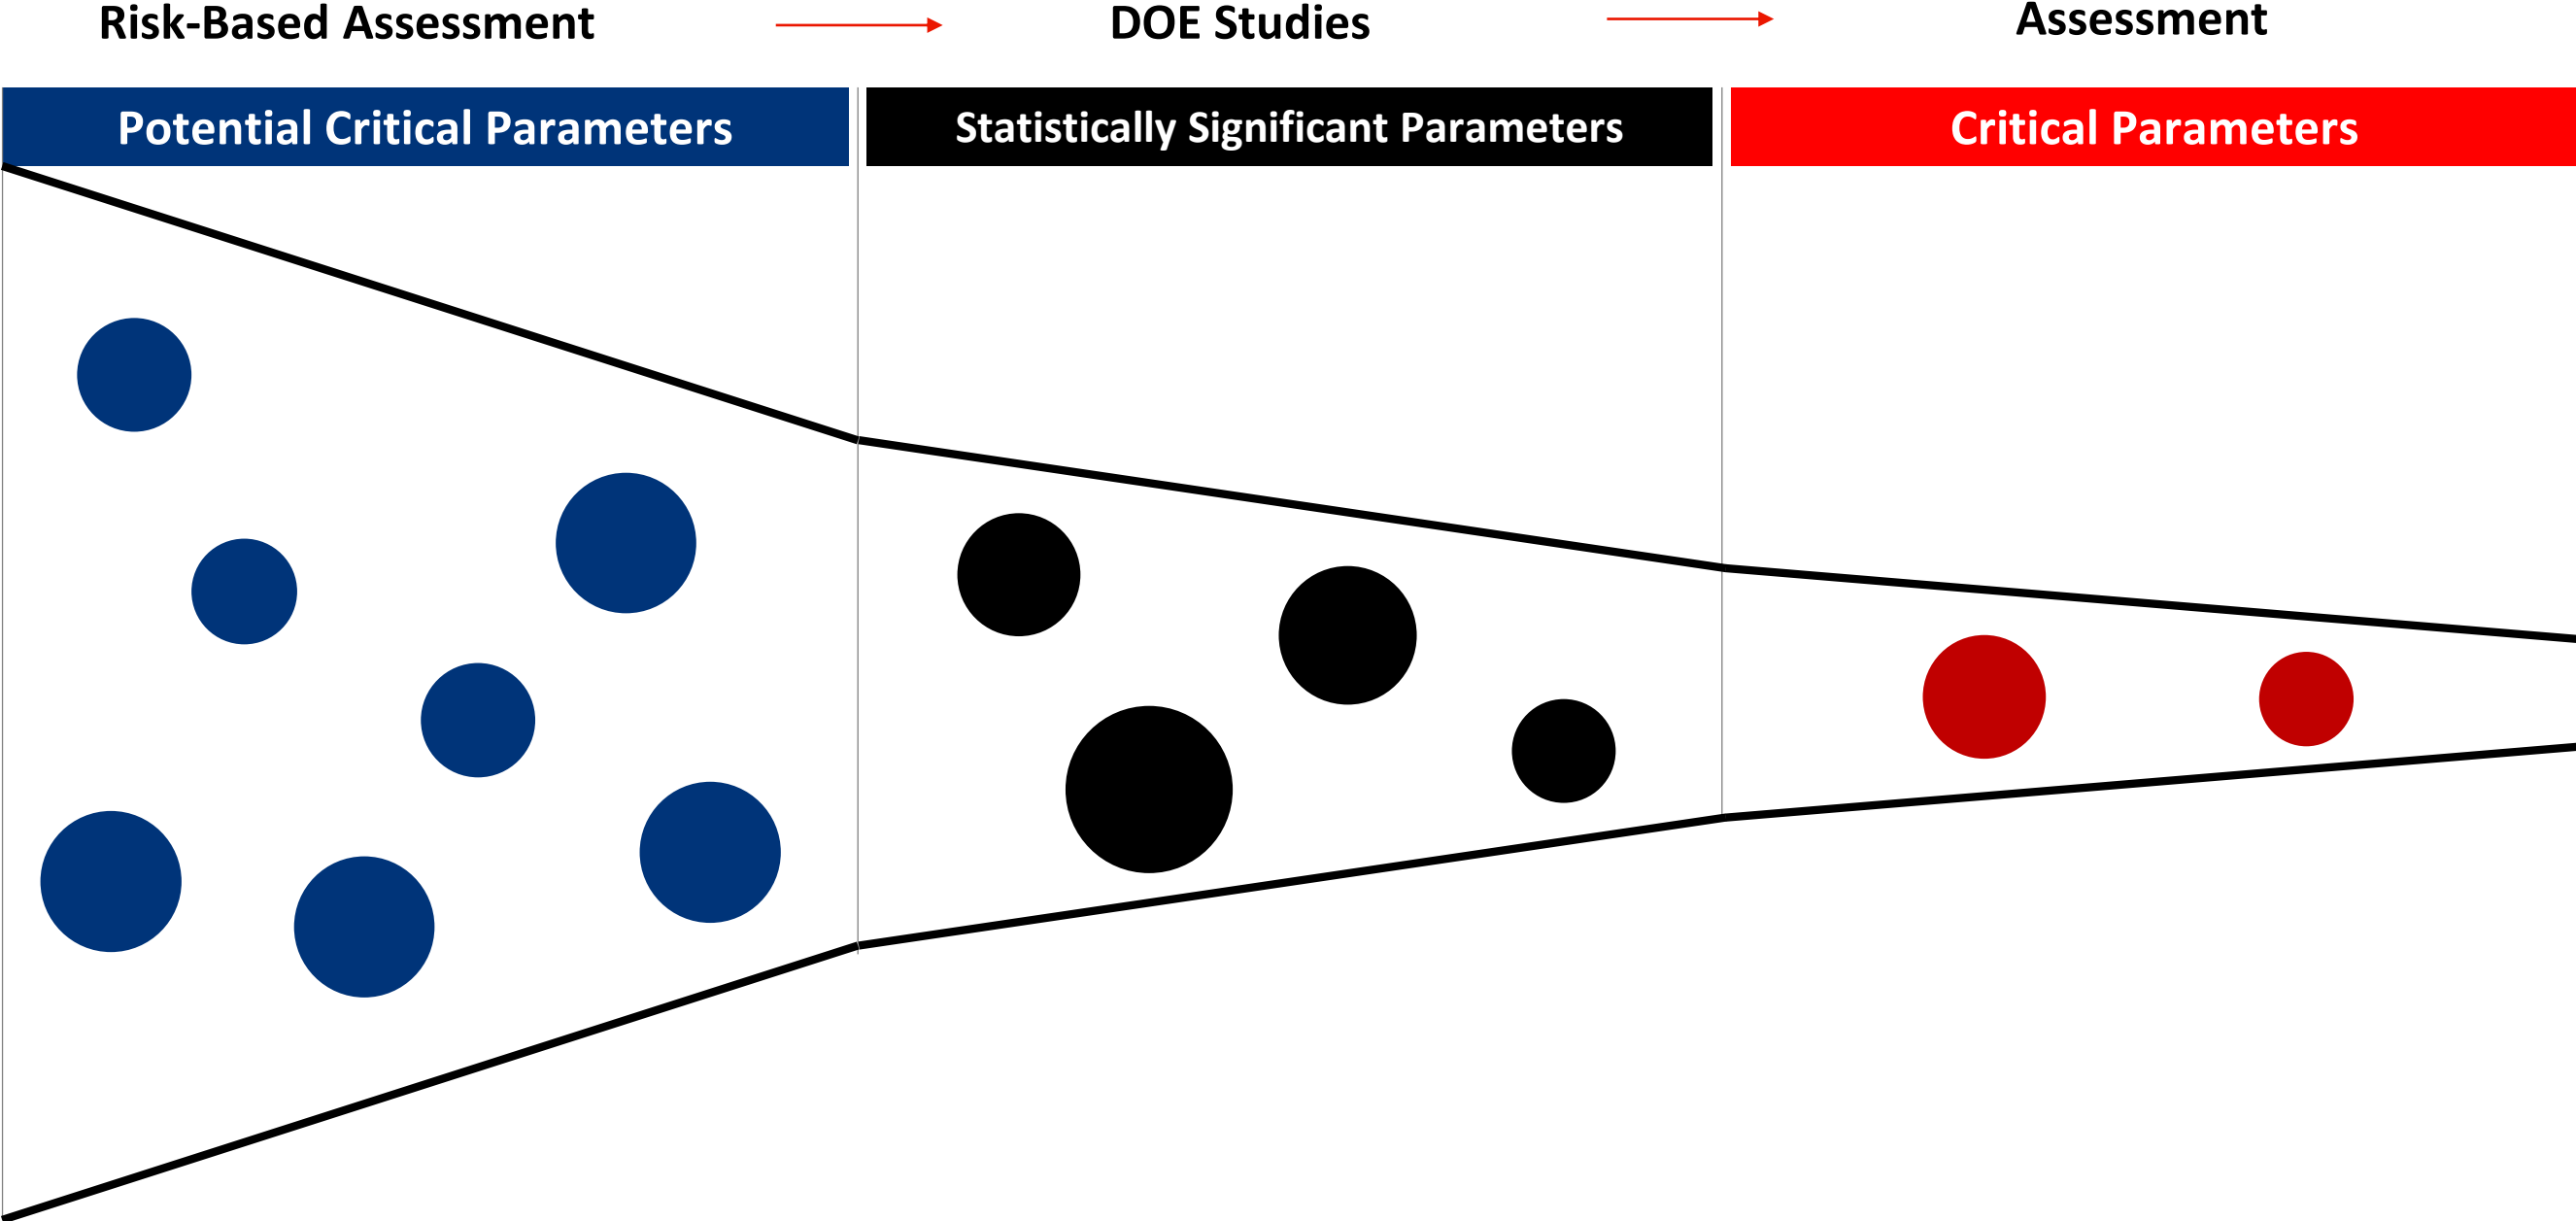 Risk-Based Assessment
DOE Studies
Assessment
Potential Critical Parameters
Statistically Significant Parameters
Critical Parameters